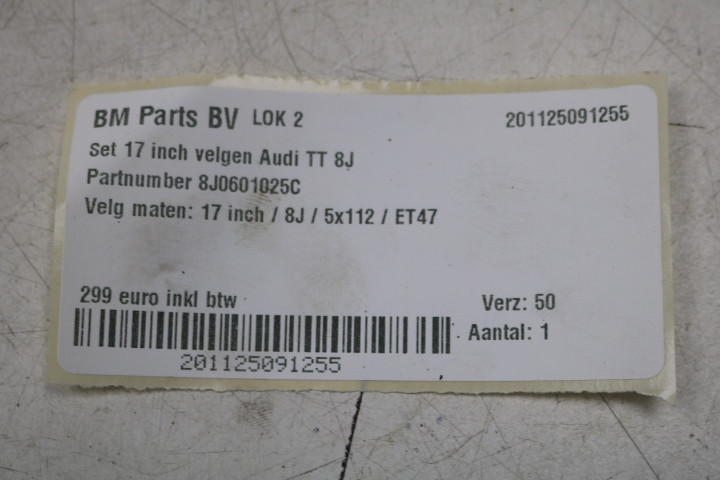 BM Parts BV LOK 2 201125091255
Set 17 inch velgen Audi TT 8J
Partnumber 8J0601025C
Velg maten: 17 inch / 8J / 5x112 / ET47
299 euro inkl btw Verz: 50
Aantal: 1
201125091255